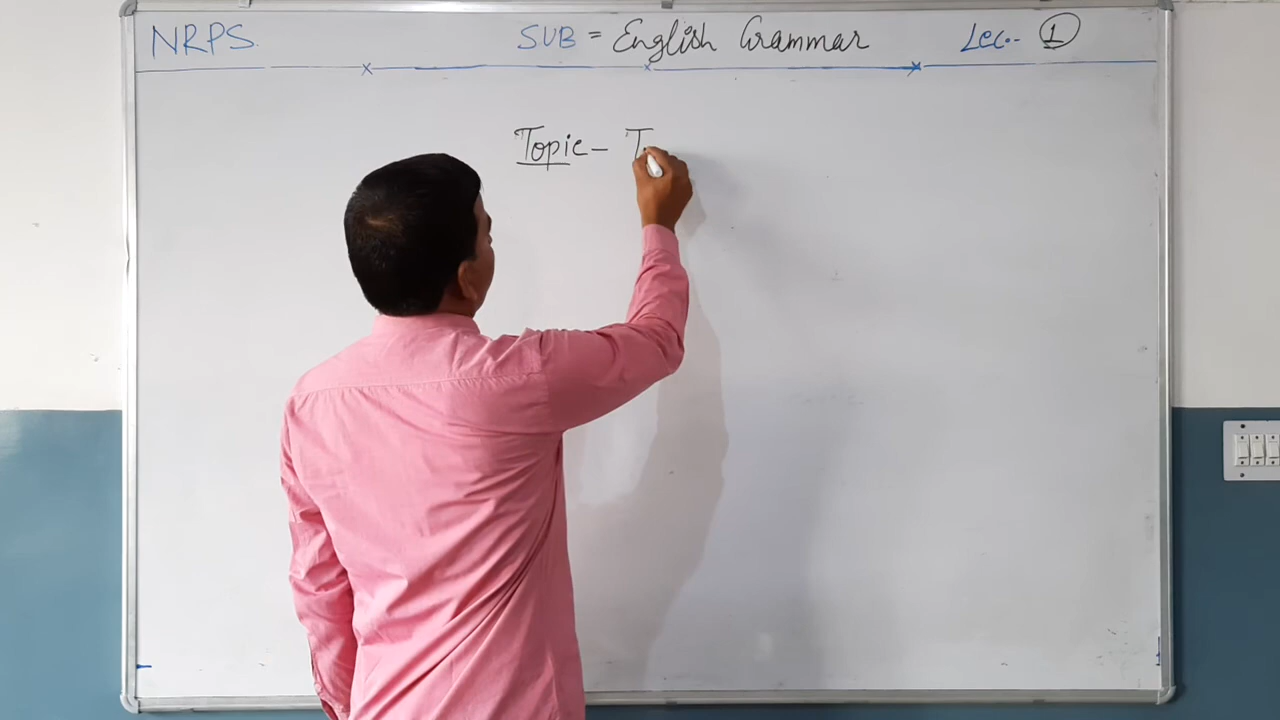 NRPS. SUB = English Grammar Lec:- 1
Topic - T